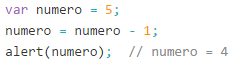 var numero = 5;
numero = numero - 1;
alert(numero);  // numero = 4